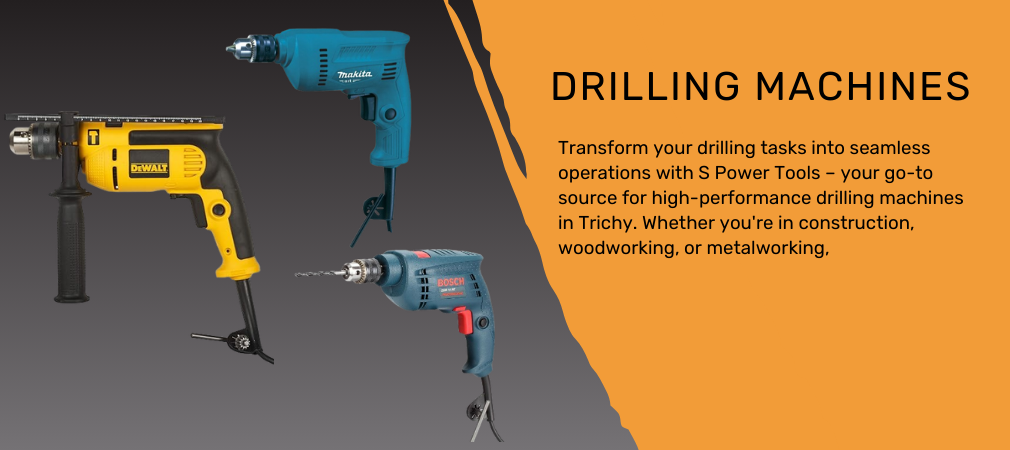 DRILLING MACHINES
Transform your drilling tasks into seamless
operations with S Power Tools – your go-to
source for high-performance drilling machines
in Trichy. Whether you're in construction,
woodworking, or metalworking,
makita
DEWALT
BOSCH